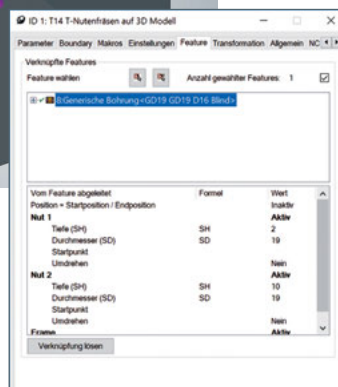 ID 1: T14 T-Nutenfräsen auf 3D Modell
Parameter Boundary Makros Einstellungen Feature Transformation Allgemein NC
Verknüpfte Features
Feature wählen Anzahl gewählter Features: 1
8:Generische Bohrung<GD19 GD19 D16 Blind>
Vom Feature abgeleitet Formel Wert
Position = Startposition / Endposition Inaktiv
Nut 1 Aktiv
Tiefe (SH) SH 2
Durchmesser (SD) SD 19
Startpunkt
Umdrehen Nein
Nut 2 Aktiv
Tiefe (SH) SH 10
Durchmesser (SD) SD 19
Startpunkt
Umdrehen Nein
Frame Aktiv
Verknüpfung lösen